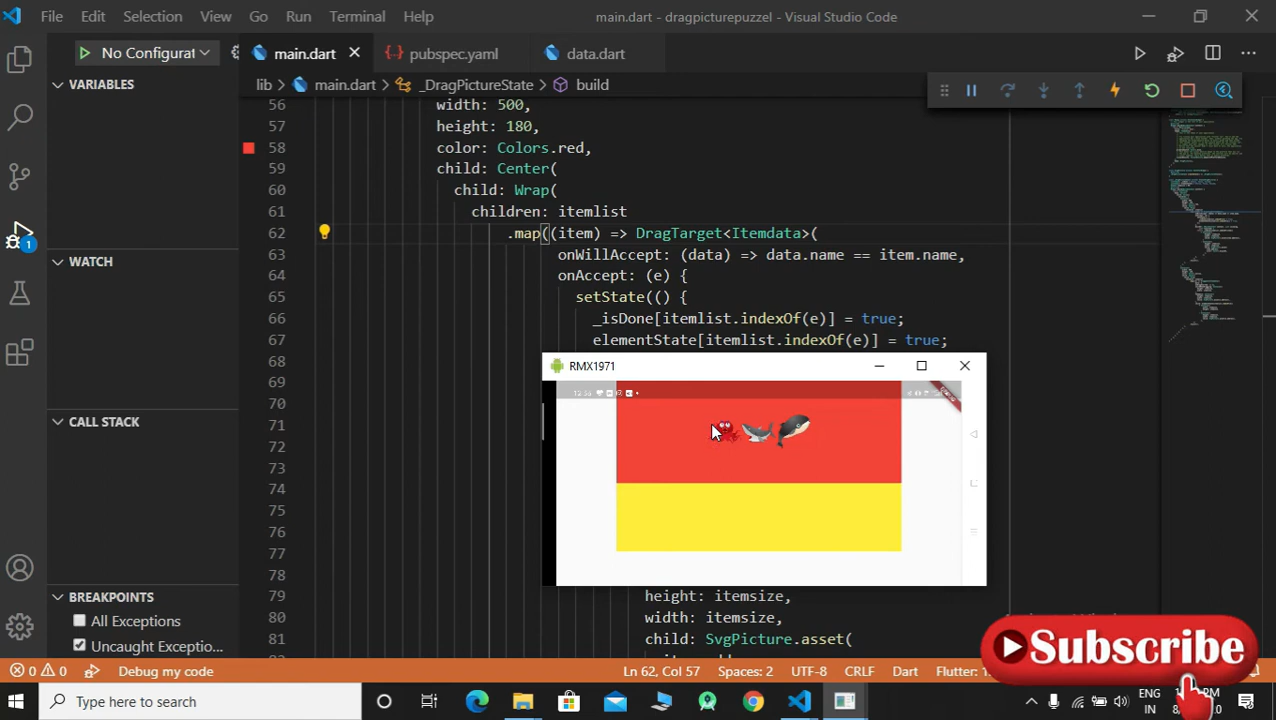 File Edit Selection View Go Run Terminal Help
main.dart - dragpicturepuzzel - Visual Studio Code
No Configurat
main.dart
pubspec.yaml
data.dart
lib > main.dart > _DragPictureState > build
VARIABLES
WATCH
CALL STACK
BREAKPOINTS
All Exceptions
Uncaught Exceptio...
1
56 width: 500,
57 height: 180,
58 color: Colors.red,
59 child: Center(
60 child: Wrap(
61 children: itemlist
62 .map((item) => DragTarget<Itemdata>(
63 onWillAccept: (data) => data.name == item.name,
64 onAccept: (e) {
65 setState(() {
66 _isDone[itemlist.indexOf(e)] = true;
67 elementState[itemlist.indexOf(e)] = true;
68
69
70
71
72
73
74
75
76
77
78
79 height: itemsize,
80 width: itemsize,
81 child: SvgPicture.asset(
RMX1971
Subscribe
0 0 Debug my code
Ln 62, Col 57 Spaces: 2 UTF-8 CRLF Dart Flutter: 1
Type here to search
ENG
IN